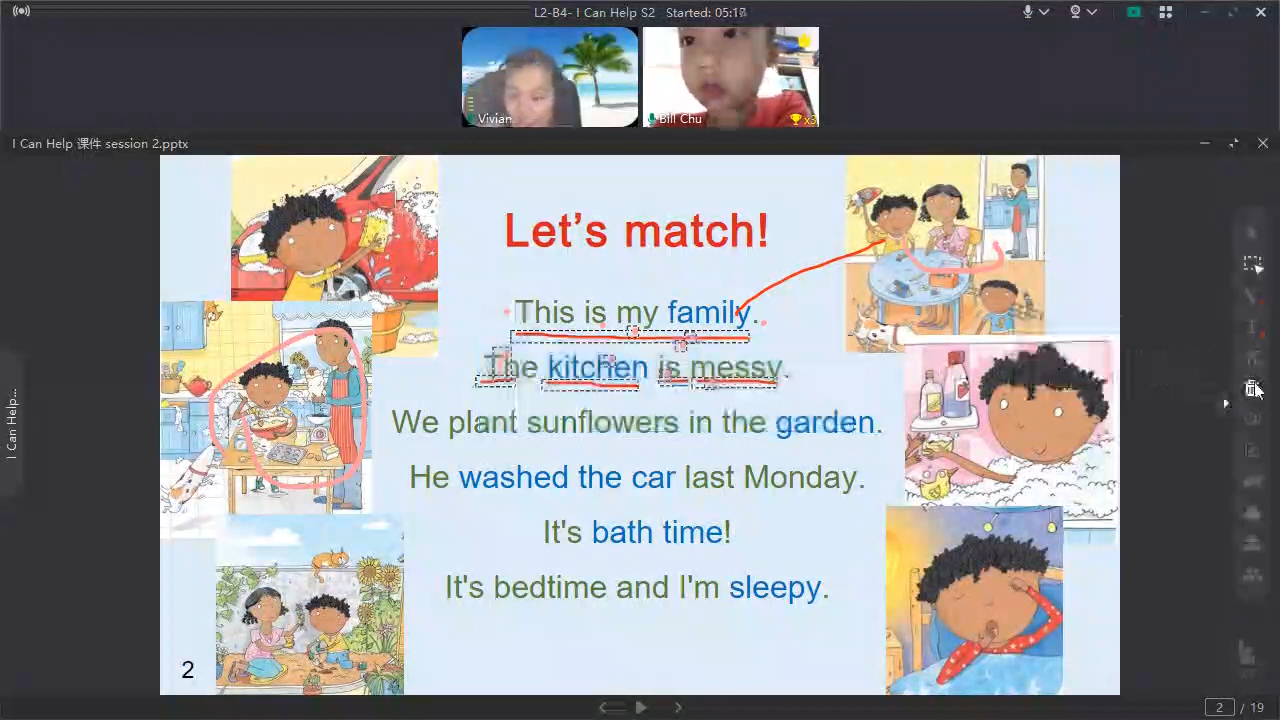 L2-B4- I Can Help S2 Started: 05:17
Vivian
Bill Chu
x3
I Can Help 课件 session 2.pptx
Let's match!
This is my family.
The kitchen is messy.
We plant sunflowers in the garden.
He washed the car last Monday.
It's bath time!
It's bedtime and I'm sleepy.
2
I Can Help...
2 / 19